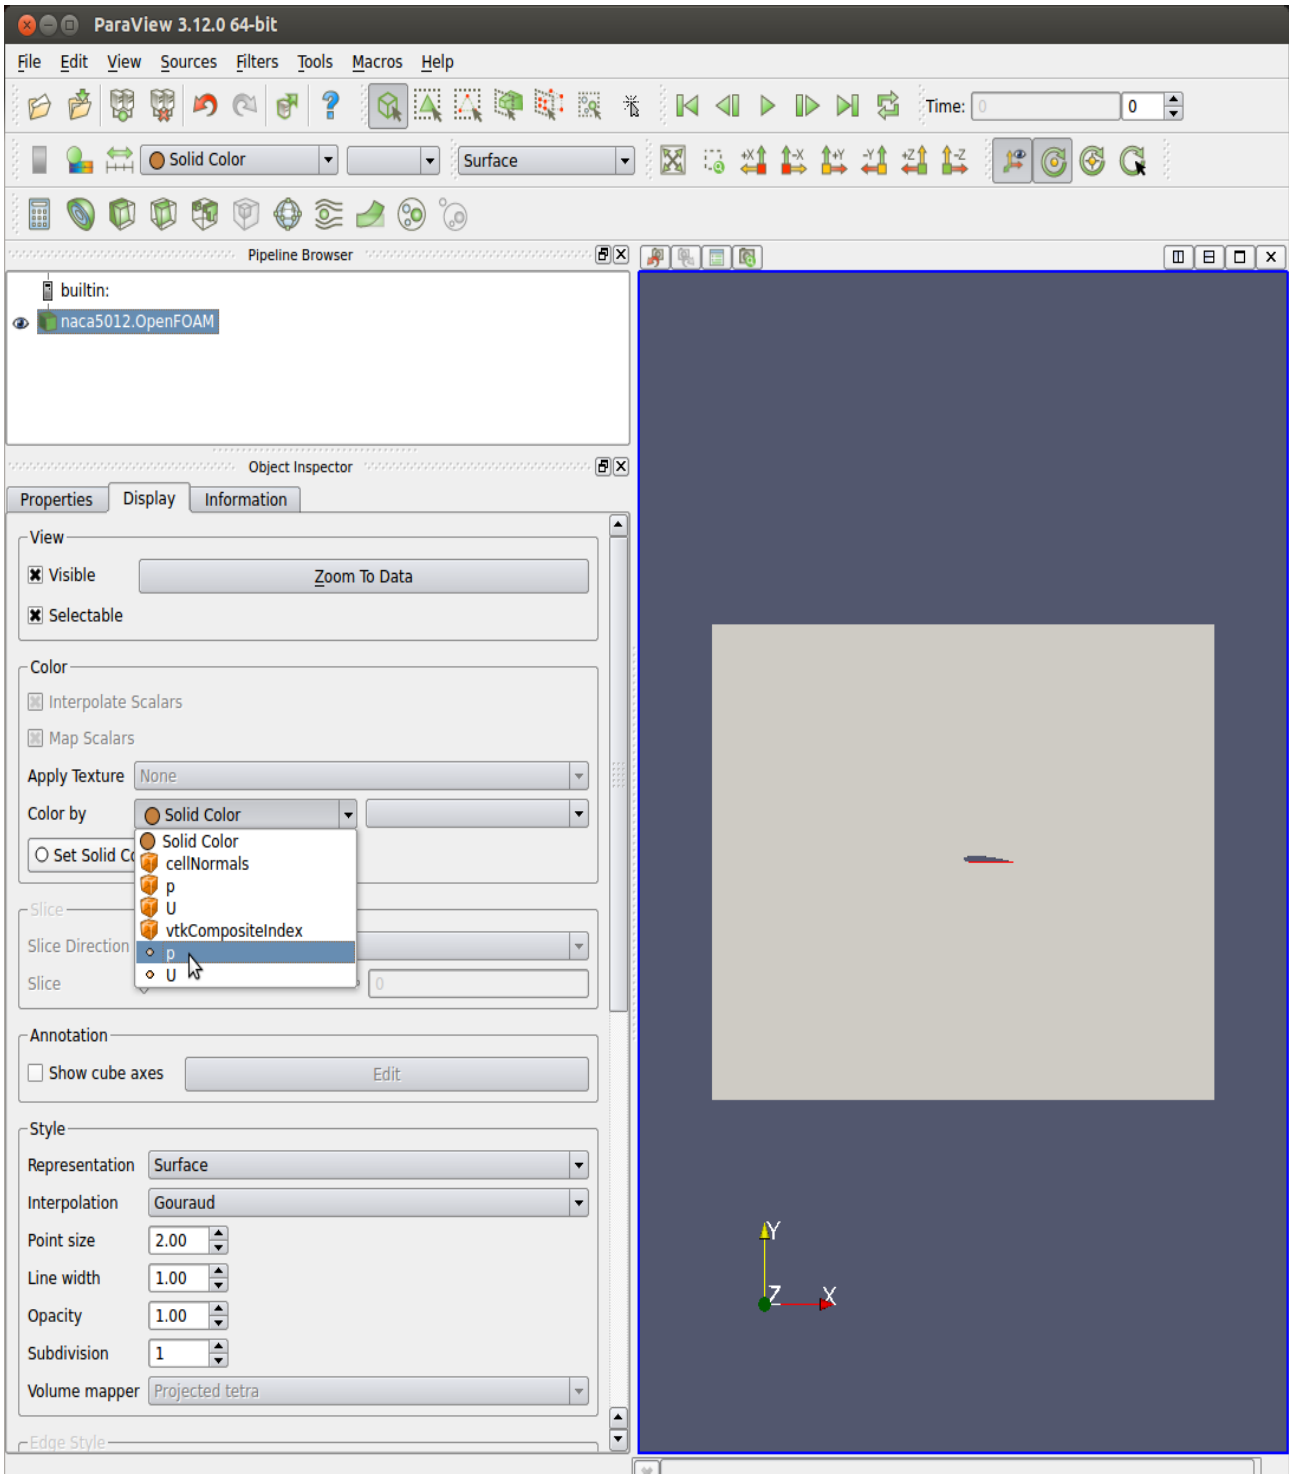 ParaView 3.12.0 64-bit
File Edit View Sources Filters Tools Macros Help
Time: 0 0
Solid Color Surface +X -X +Y -Y +Z -Z
Pipeline Browser
builtin:
naca5012.OpenFOAM
Object Inspector
Properties Display Information
View
Visible Zoom To Data
Selectable
Color
Interpolate Scalars
Map Scalars
Apply Texture None
Color by Solid Color
Solid Color
Set Solid Co
cellNormals
p
U
vtkCompositeIndex
p
U
Slice
Slice Direction
Slice 0
Annotation
Show cube axes Edit
Style
Representation Surface
Interpolation Gouraud
Point size 2.00
Line width 1.00
Opacity 1.00
Subdivision 1
Volume mapper Projected tetra
Edge Style
Y
Z X